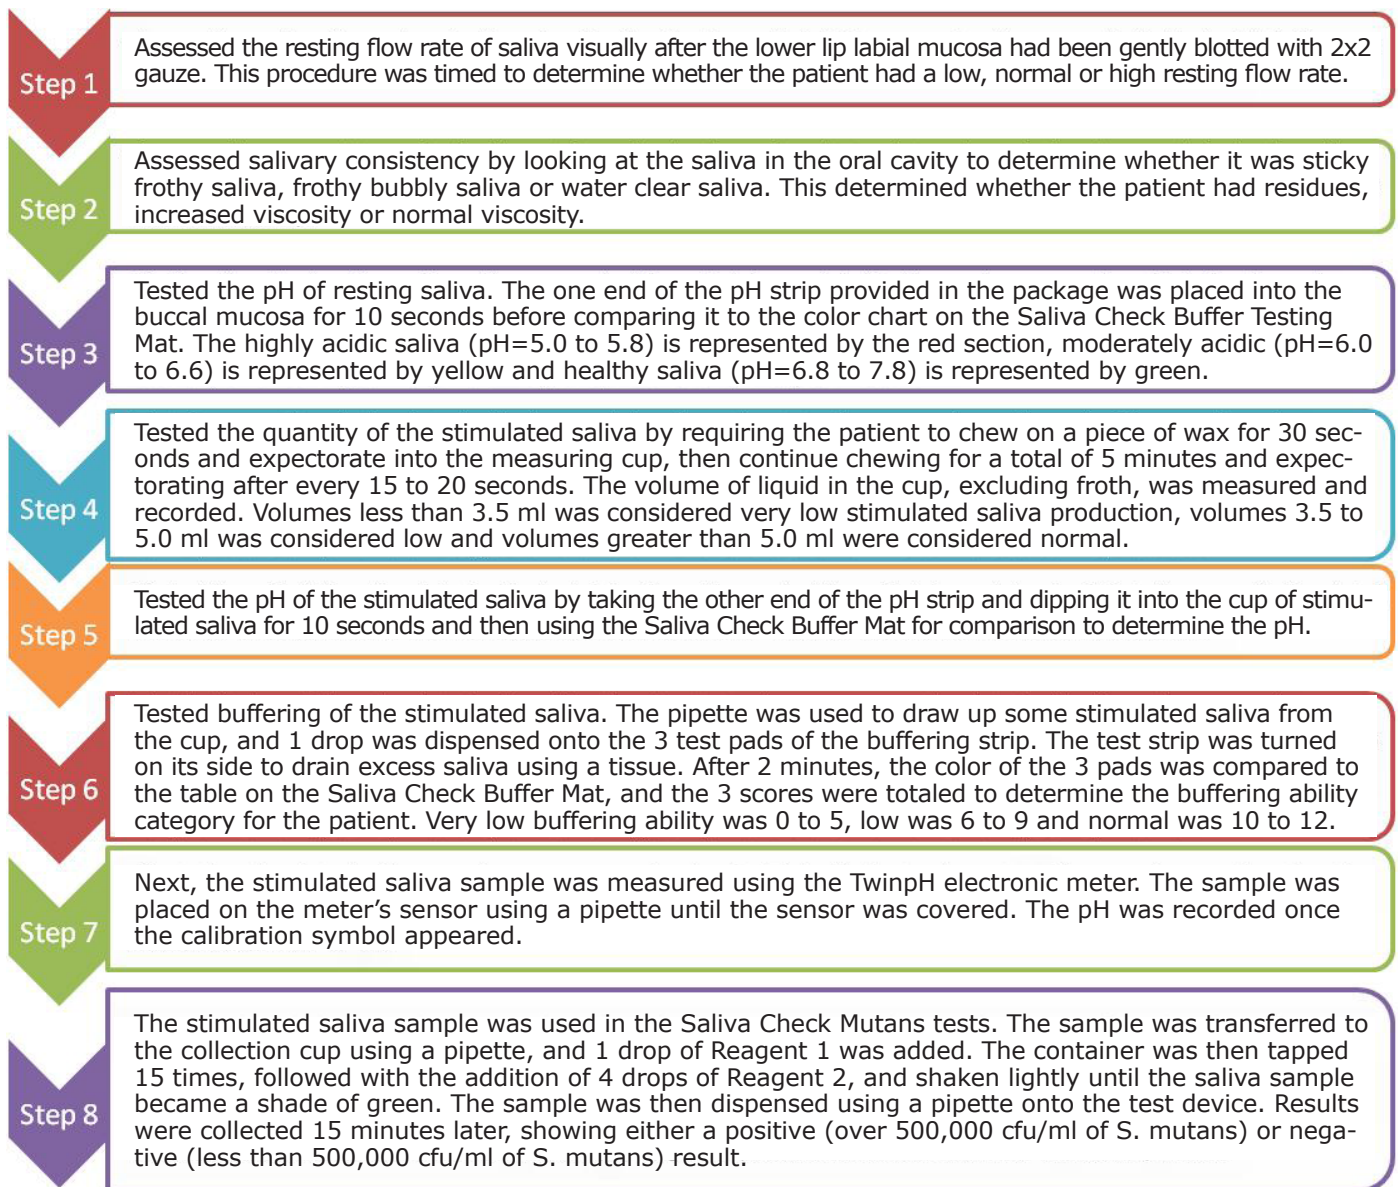 Step 1
Assessed the resting flow rate of saliva visually after the lower lip labial mucosa had been gently blotted with 2x2
gauze. This procedure was timed to determine whether the patient had a low, normal or high resting flow rate.
Step 2
Assessed salivary consistency by looking at the saliva in the oral cavity to determine whether it was sticky
frothy saliva, frothy bubbly saliva or water clear saliva. This determined whether the patient had residues,
increased viscosity or normal viscosity.
Step 3
Tested the pH of resting saliva. The one end of the pH strip provided in the package was placed into the
buccal mucosa for 10 seconds before comparing it to the color chart on the Saliva Check Buffer Testing
Mat. The highly acidic saliva (pH=5.0 to 5.8) is represented by the red section, moderately acidic (pH=6.0
to 6.6) is represented by yellow and healthy saliva (pH=6.8 to 7.8) is represented by green.
Step 4
Tested the quantity of the stimulated saliva by requiring the patient to chew on a piece of wax for 30 sec-
onds and expectorate into the measuring cup, then continue chewing for a total of 5 minutes and expec-
torating after every 15 to 20 seconds. The volume of liquid in the cup, excluding froth, was measured and
recorded. Volumes less than 3.5 ml was considered very low stimulated saliva production, volumes 3.5 to
5.0 ml was considered low and volumes greater than 5.0 ml were considered normal.
Step 5
Tested the pH of the stimulated saliva by taking the other end of the pH strip and dipping it into the cup of stimu-
lated saliva for 10 seconds and then using the Saliva Check Buffer Mat for comparison to determine the pH.
Step 6
Tested buffering of the stimulated saliva. The pipette was used to draw up some stimulated saliva from
the cup, and 1 drop was dispensed onto the 3 test pads of the buffering strip. The test strip was turned
on its side to drain excess saliva using a tissue. After 2 minutes, the color of the 3 pads was compared to
the table on the Saliva Check Buffer Mat, and the 3 scores were totaled to determine the buffering ability
category for the patient. Very low buffering ability was 0 to 5, low was 6 to 9 and normal was 10 to 12.
Step 7
Next, the stimulated saliva sample was measured using the TwinpH electronic meter. The sample was
placed on the meter's sensor using a pipette until the sensor was covered. The pH was recorded once
the calibration symbol appeared.
Step 8
The stimulated saliva sample was used in the Saliva Check Mutans tests. The sample was transferred to
the collection cup using a pipette, and 1 drop of Reagent 1 was added. The container was then tapped
15 times, followed with the addition of 4 drops of Reagent 2, and shaken lightly until the saliva sample
became a shade of green. The sample was then dispensed using a pipette onto the test device. Results
were collected 15 minutes later, showing either a positive (over 500,000 cfu/ml of S. mutans) or nega-
tive (less than 500,000 cfu/ml of S. mutans) result.